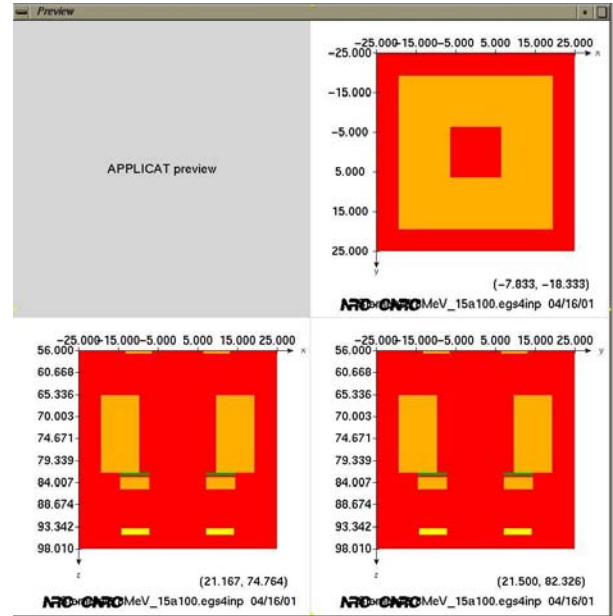 Preview
APPLICAT preview
-25.000 -15.000 -5.000 5.000 15.000 25.000 x
-25.000
-15.000
-5.000
5.000
15.000
25.000
y
(-7.833, -18.333)
NRC-CNRC MeV_15a100.egs4inp 04/16/01
-25.000 -15.000 -5.000 5.000 15.000 25.000 x
56.000
60.668
65.336
70.003
74.671
79.339
84.007
88.674
93.342
98.010
z
(21.167, 74.764)
NRC-CNRC MeV_15a100.egs4inp 04/16/01
-25.000 -15.000 -5.000 5.000 15.000 25.000 y
56.000
60.668
65.336
70.003
74.671
79.339
84.007
88.674
93.342
98.010
z
(21.500, 82.326)
NRC-CNRC MeV_15a100.egs4inp 04/16/01